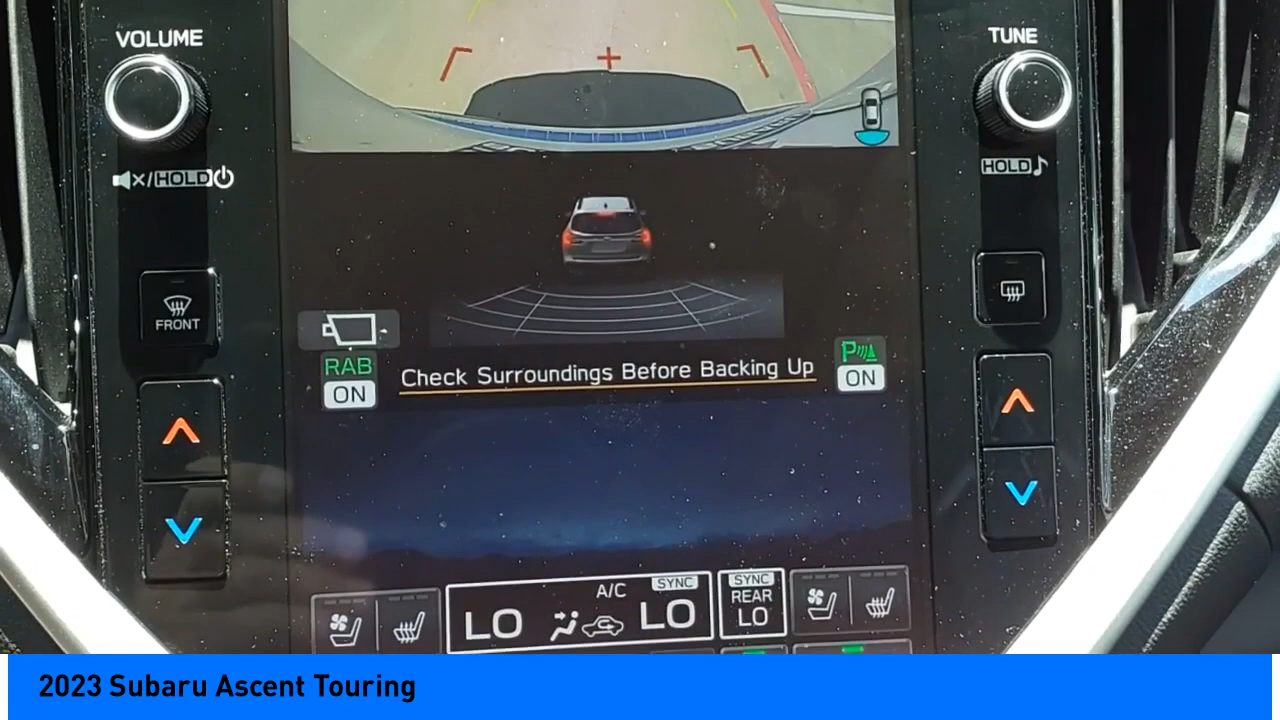 VOLUME
TUNE
HOLD
HOLD
FRONT
RAB
ON
Check Surroundings Before Backing Up
P
ON
LO
A/C
SYNC
LO
SYNC
REAR
LO
2023 Subaru Ascent Touring